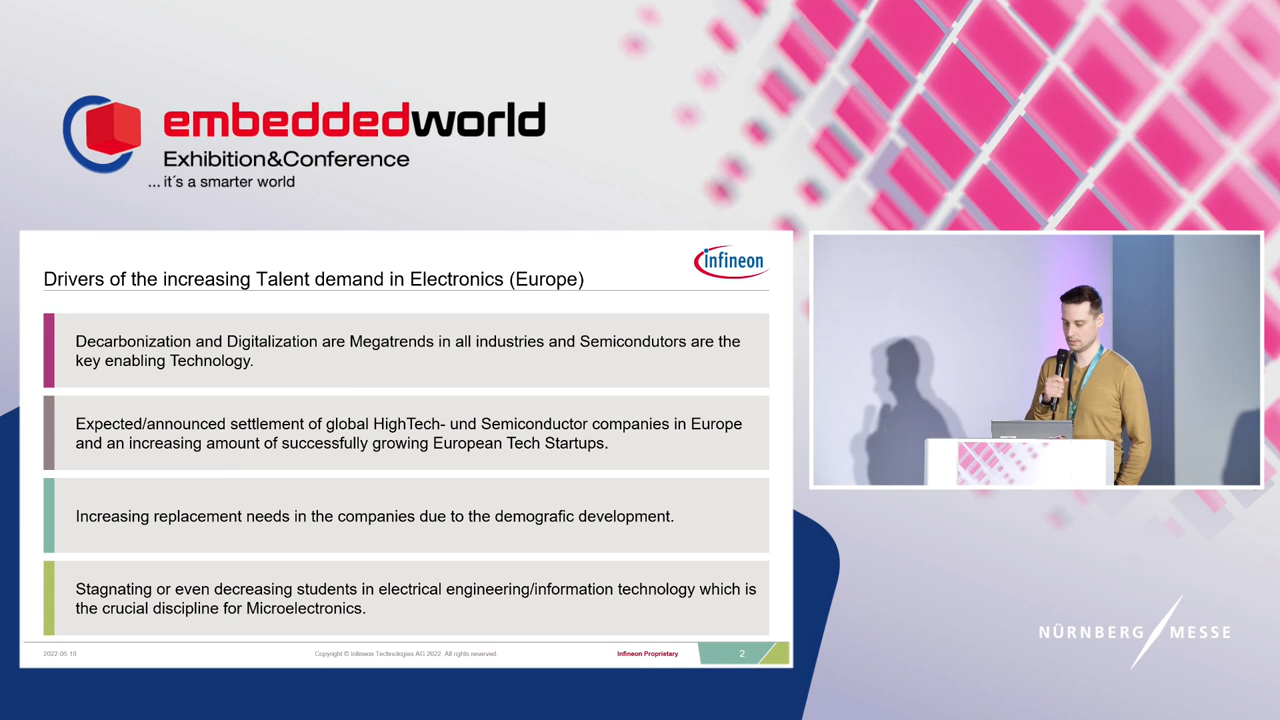 embeddedworld
Exhibition&Conference
... it´s a smarter world
infineon
Drivers of the increasing Talent demand in Electronics (Europe)
Decarbonization and Digitalization are Megatrends in all industries and Semicondutors are the
key enabling Technology.
Expected/announced settlement of global HighTech- und Semiconductor companies in Europe
and an increasing amount of successfully growing European Tech Startups.
Increasing replacement needs in the companies due to the demografic development.
Stagnating or even decreasing students in electrical engineering/information technology which is
the crucial discipline for Microelectronics.
2022-05-18
Copyright © Infineon Technologies AG 2022. All rights reserved.
Infineon Proprietary
2
NÜRNBERG MESSE